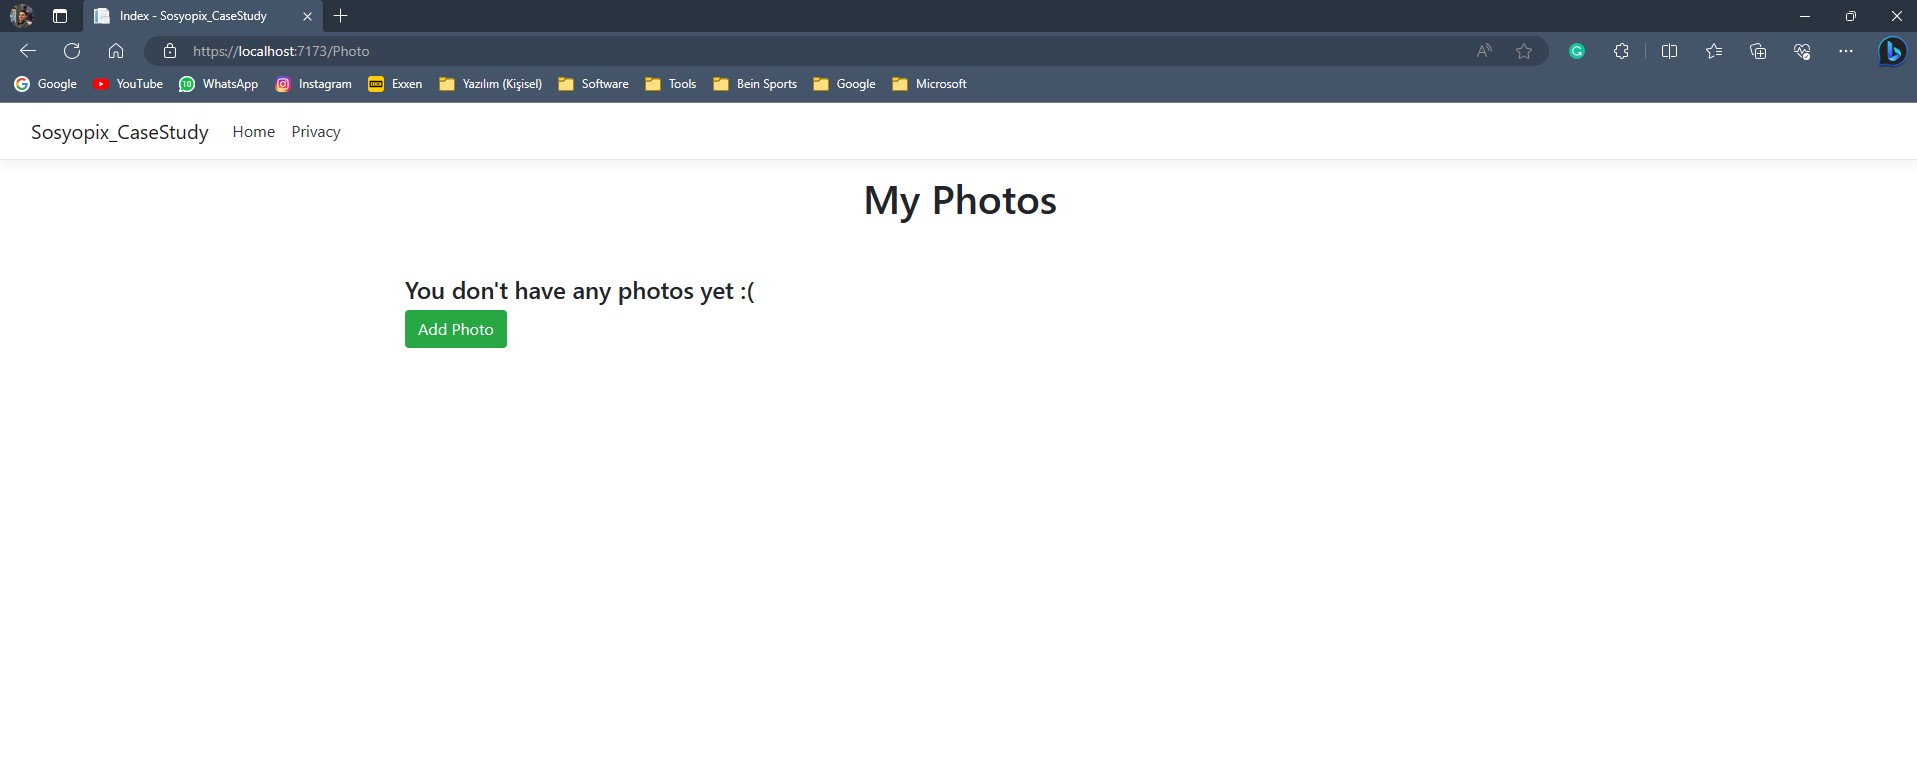 Index - Sosyopix_CaseStudy
https://localhost:7173/Photo
Google YouTube 10 WhatsApp Instagram Exxen Yazılım (Kişisel) Software Tools Bein Sports Google Microsoft
Sosyopix_CaseStudy Home Privacy
My Photos
You don't have any photos yet :(
Add Photo